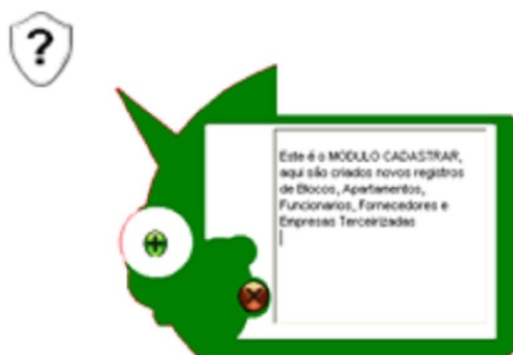 ?
Este é o MODULO CADASTRAR,
aqui são criados novos registros
de Blocos, Apartamentos,
Funcionarios, Fornecedores e
Empresas Terceirizadas